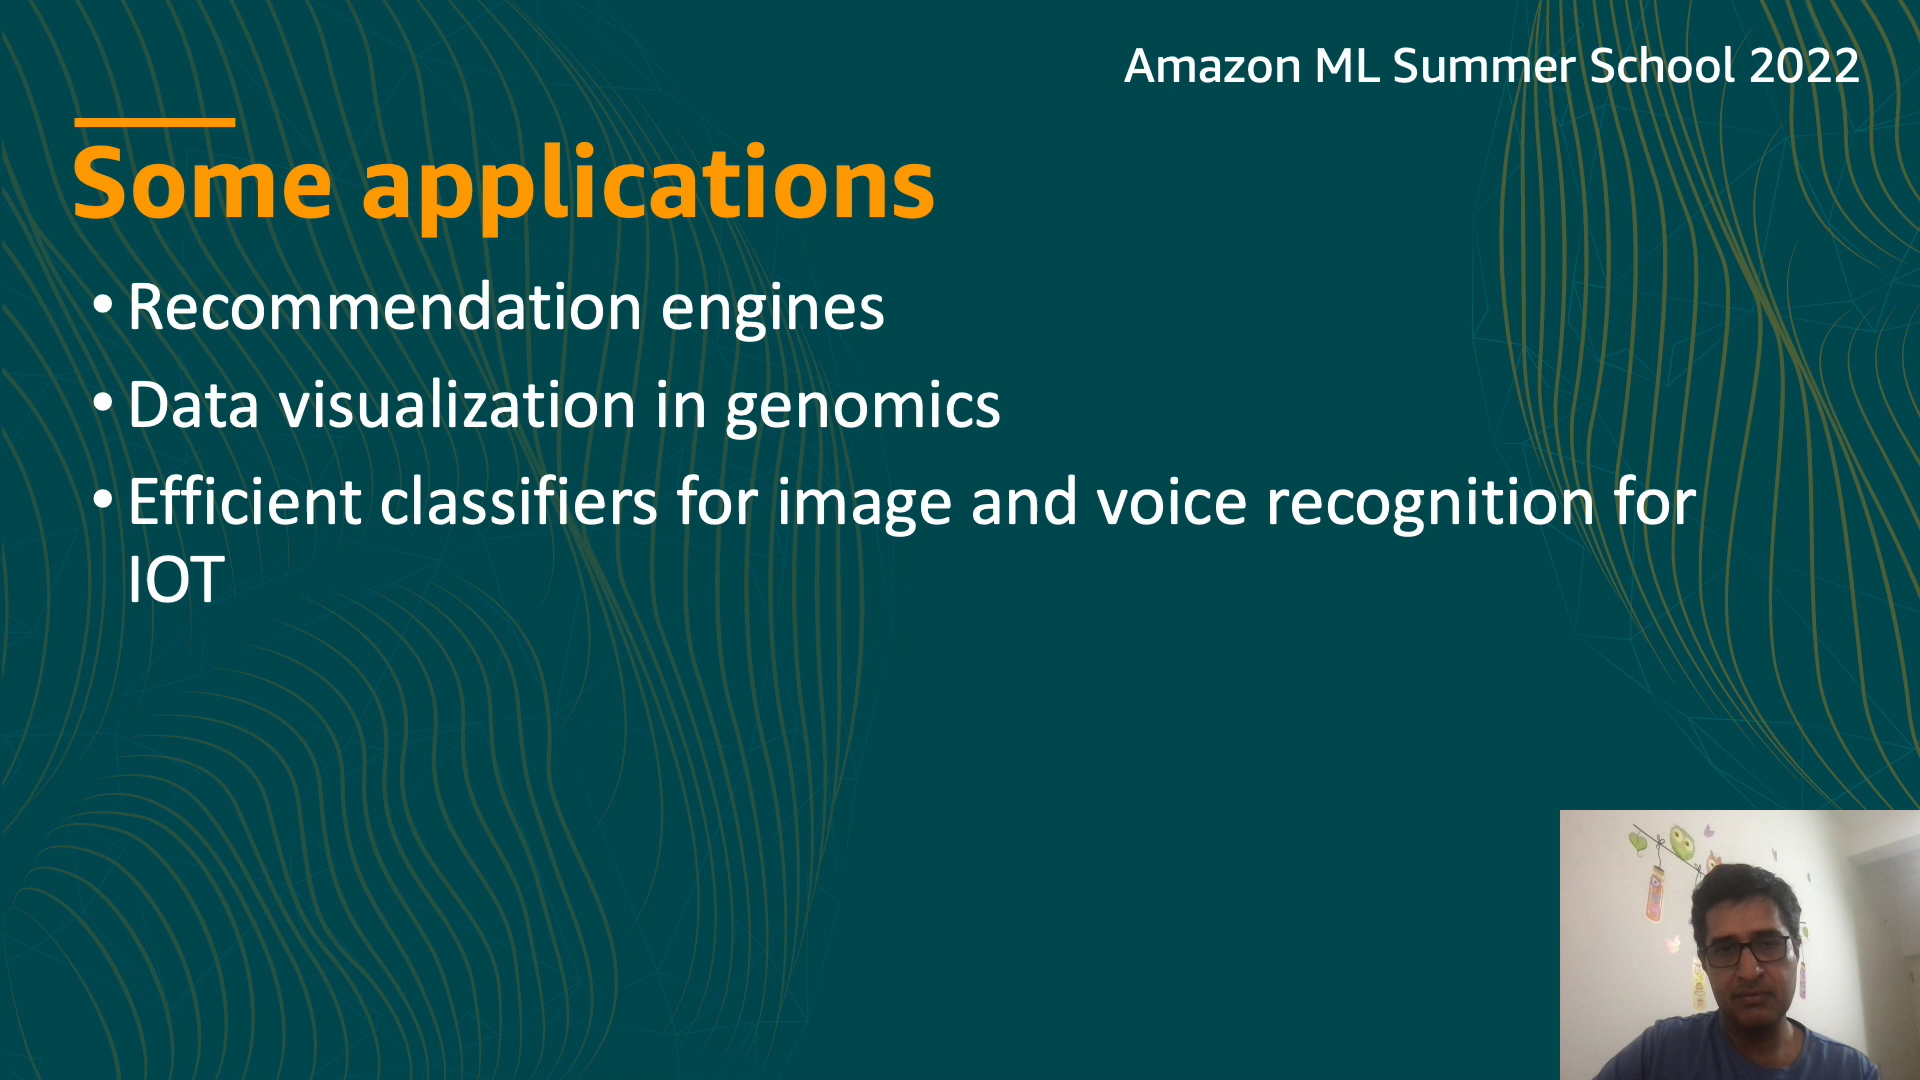 Amazon ML Summer School 2022
Some applications
• Recommendation engines
• Data visualization in genomics
• Efficient classifiers for image and voice recognition for
IOT